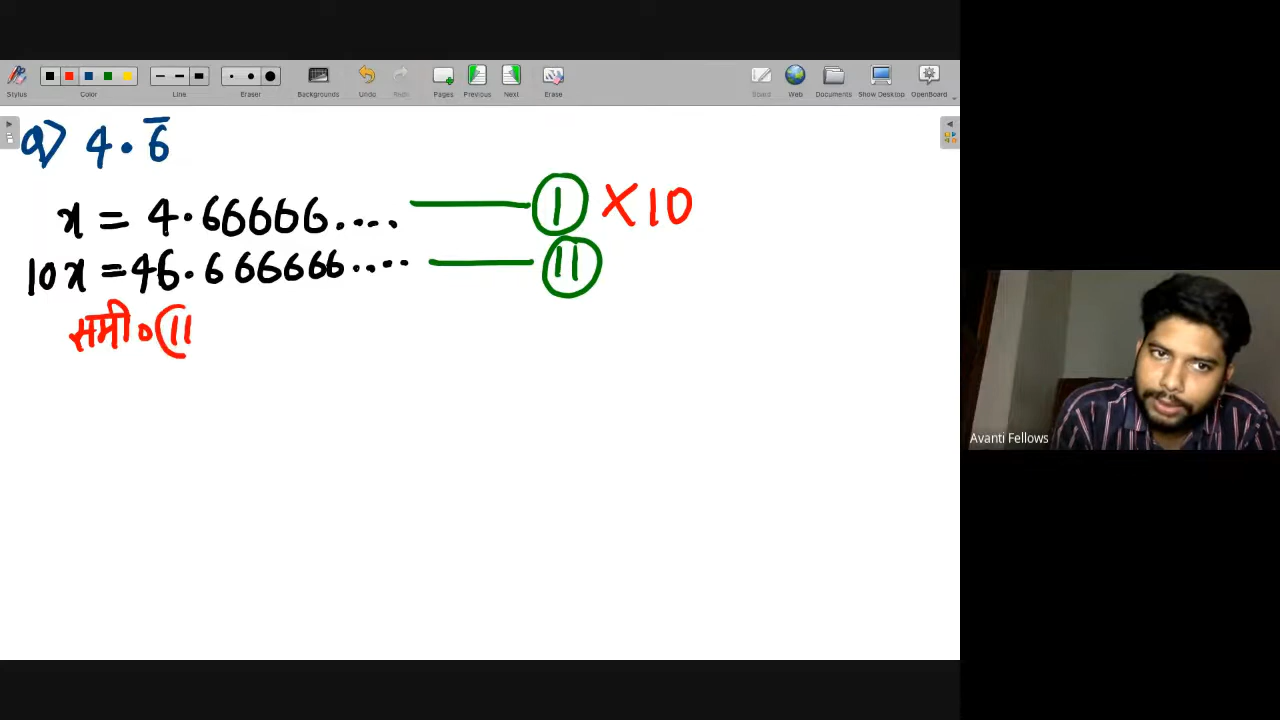 Stylus Color Line Eraser Backgrounds Undo Redo Pages Previous Next Erase Board Web Documents Show Desktop OpenBoard
Q> 4.6̅
x = 4.66666.... ——— 1 ×10
10x = 46.6666666.... ——— 11
समी०(11
Avanti Fellows